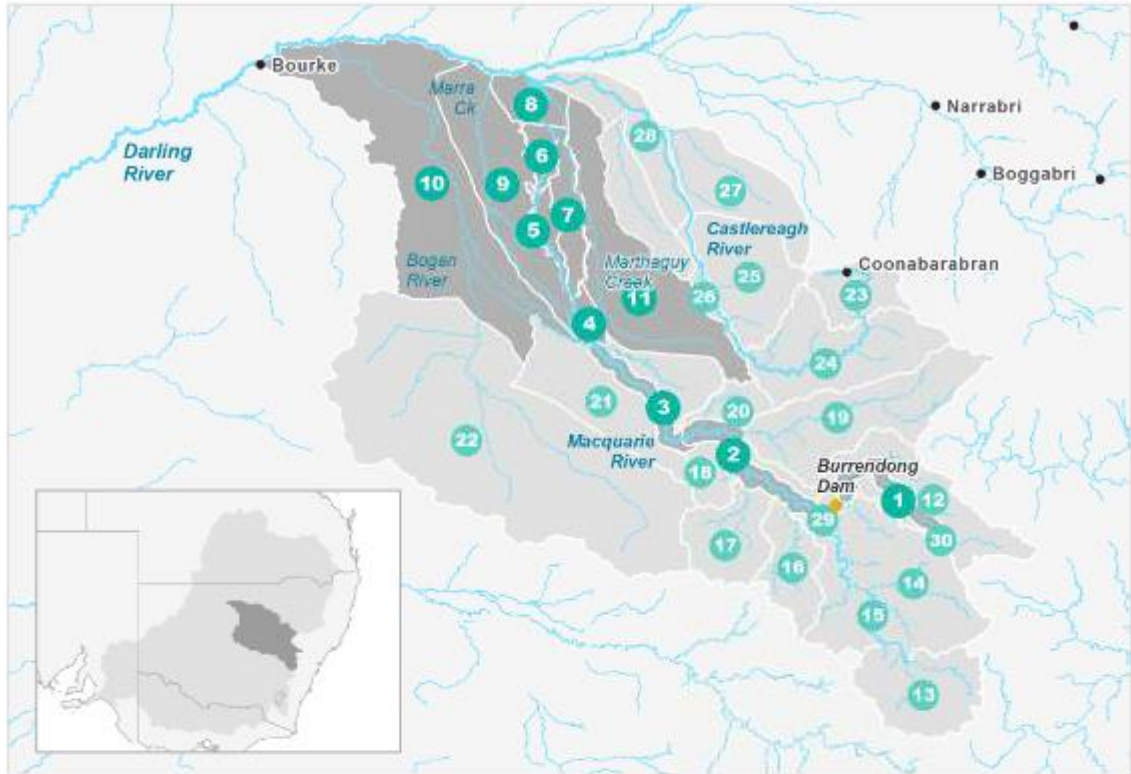 Bourke
Marra
Ck
8
Narrabri
28
Darling
River
6
Boggabri
10
9
27
7
5
Castlereagh
River
Bogan
River
Marthaguy
Creek
Coonabarabran
25
26
11
23
4
24
21
3
20
19
22
Macquarie
River
2
18
Burrendong
Dam
1
12
29
30
17
16
14
15
13